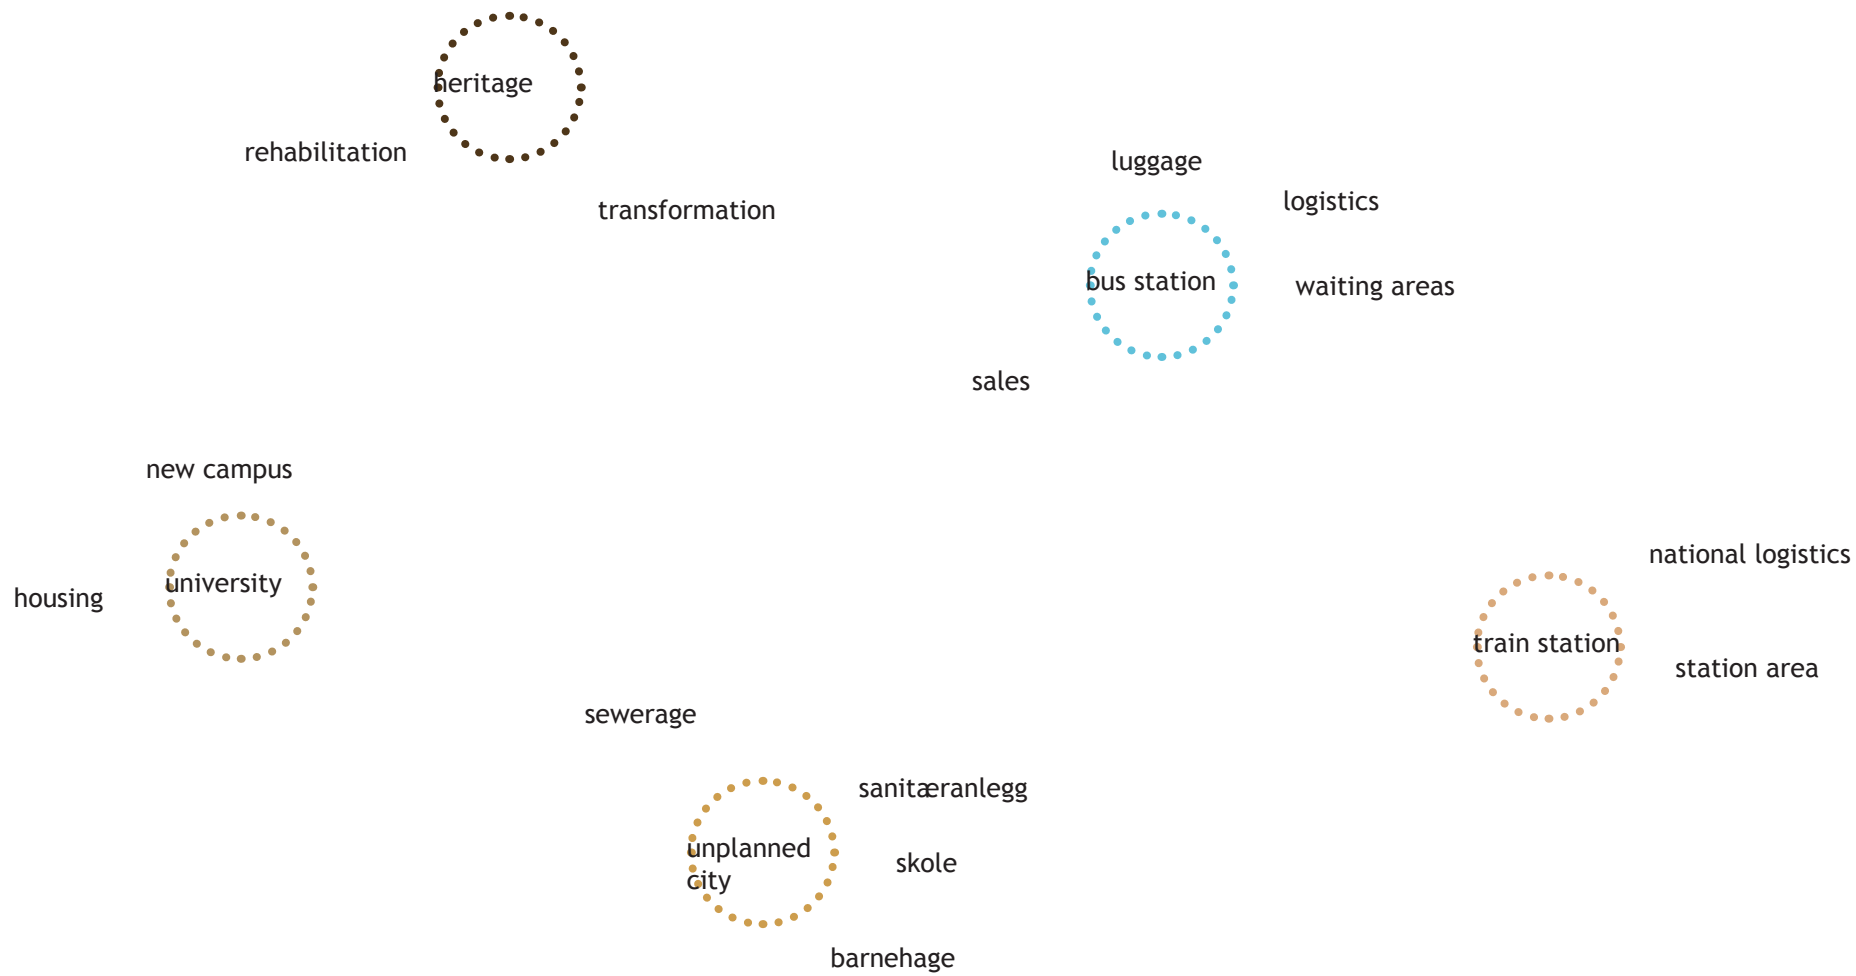 heritage
rehabilitation
transformation
luggage
logistics
bus station
waiting areas
sales
new campus
university
housing
national logistics
train station
station area
sewerage
sanitæranlegg
unplanned
city
skole
barnehage